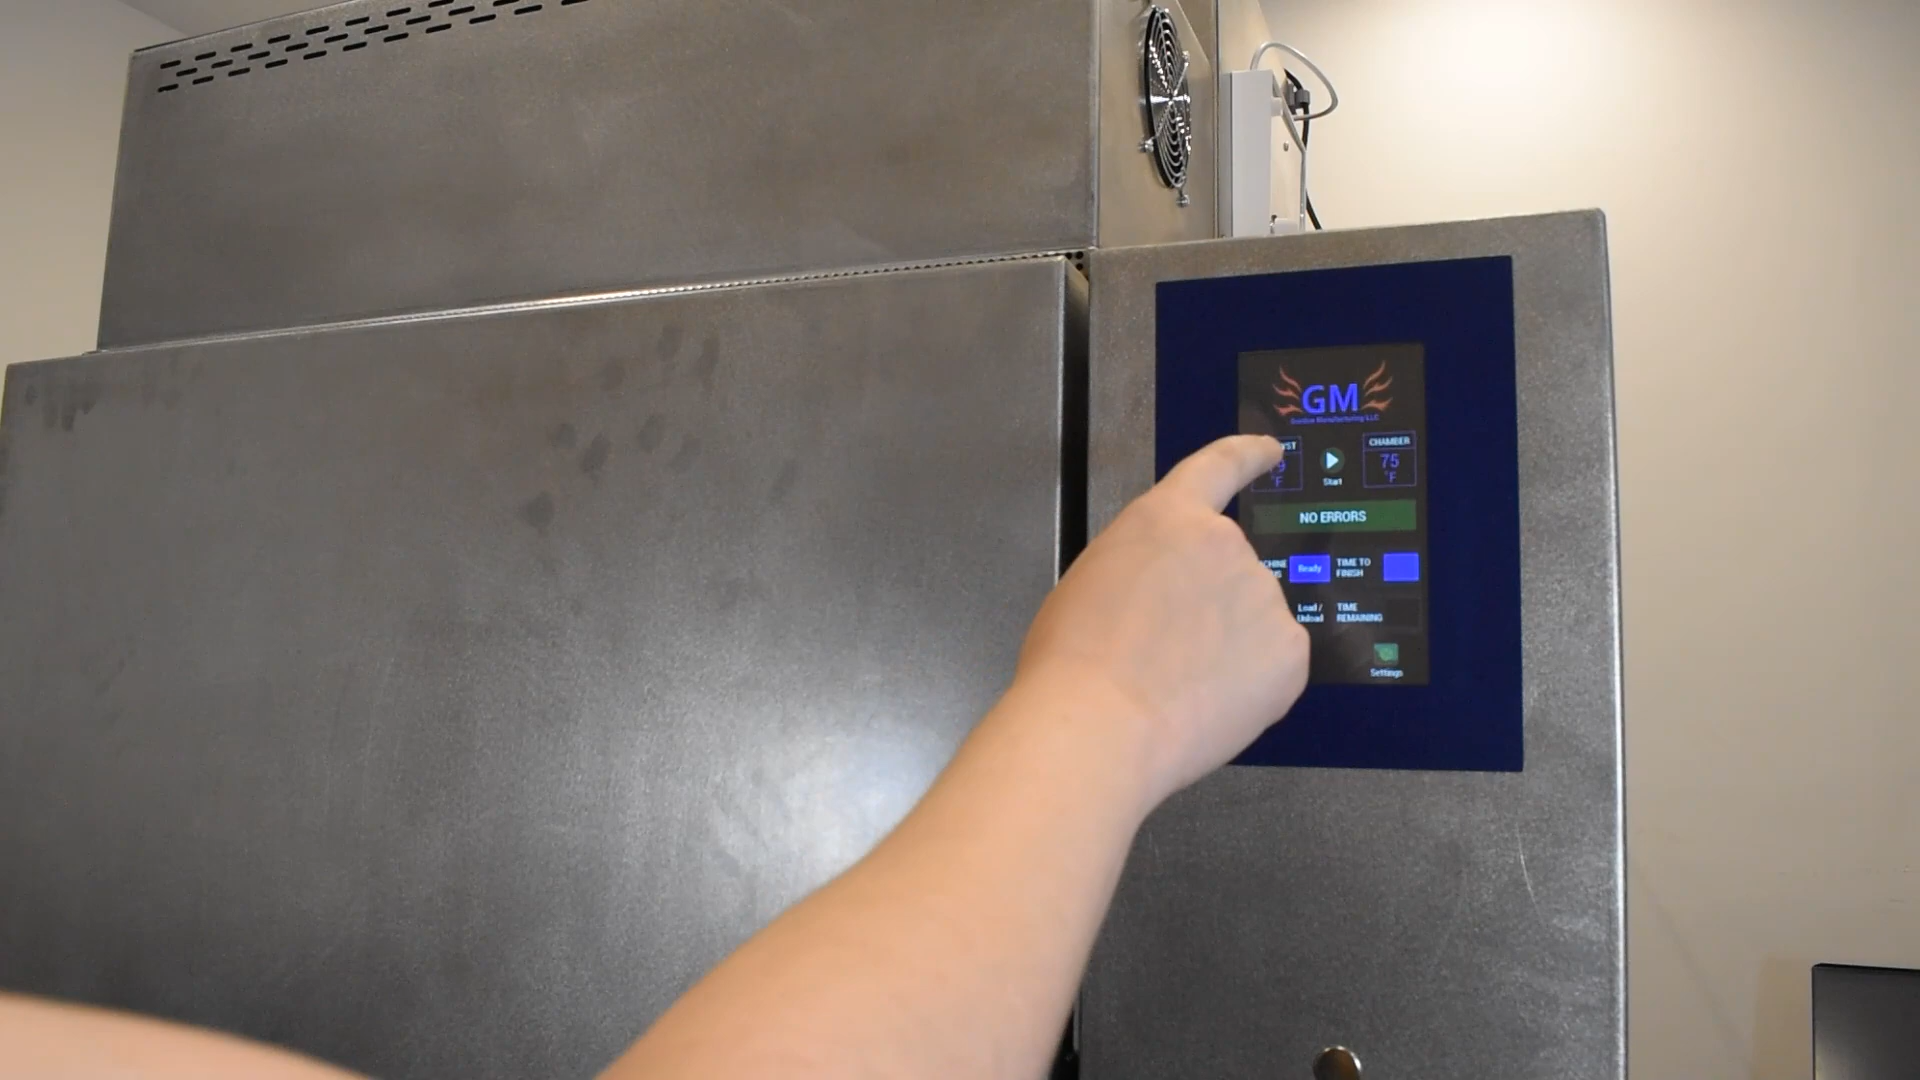 GM
CHAMBER
75
°F
°F
Start
NO ERRORS
Ready
TIME TO
FINISH
Load /
Unload
TIME
REMAINING
Settings